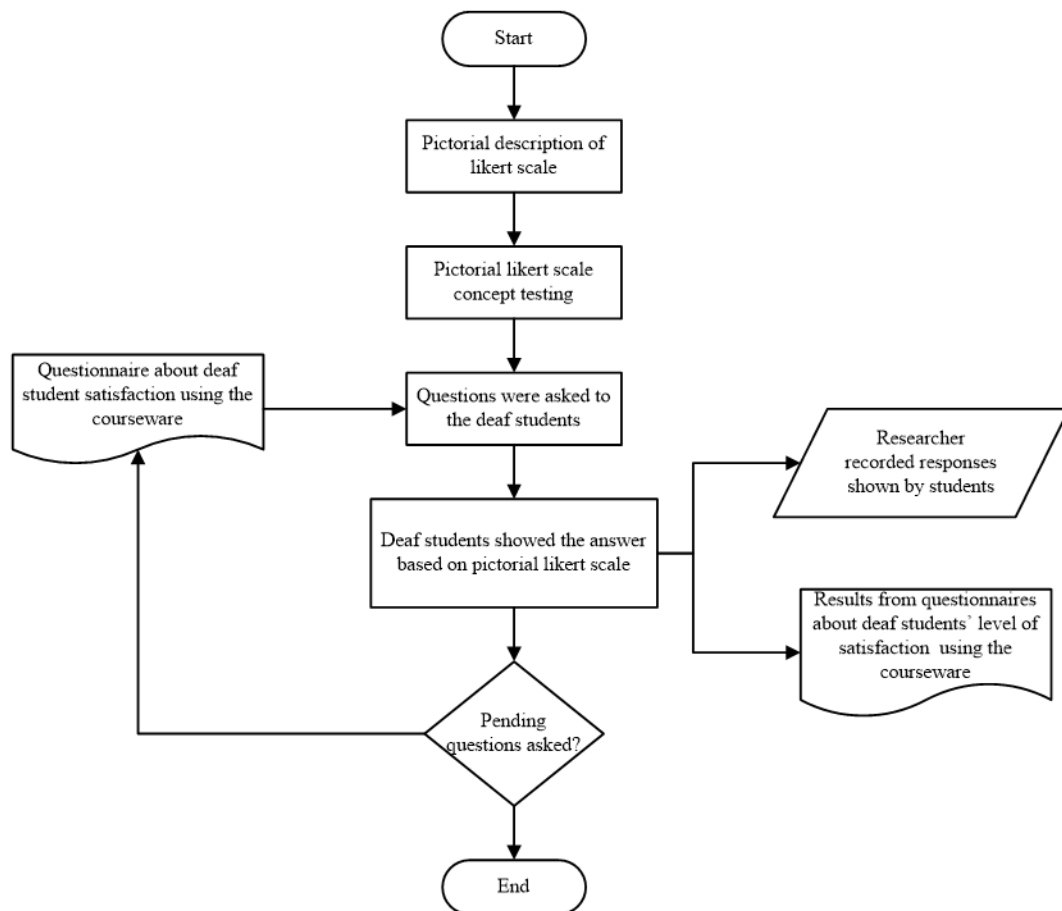 Start
Pictorial description of
likert scale
Pictorial likert scale
concept testing
Questionnaire about deaf
student satisfaction using the
courseware
Questions were asked to
the deaf students
Researcher
recorded responses
shown by students
Deaf students showed the answer
based on pictorial likert scale
Results from questionnaires
about deaf students’ level of
satisfaction using the
courseware
Pending
questions asked?
End